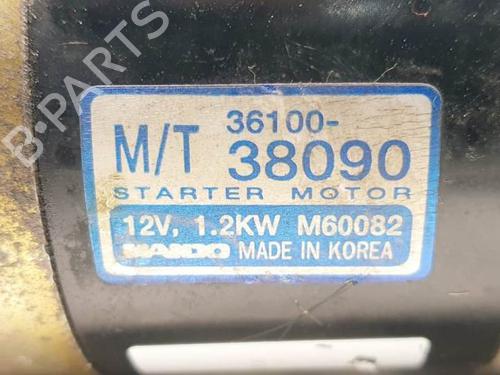 B-PARTS
M/T 36100-
38090
STARTER MOTOR
12V, 1.2KW M60082
MANDO MADE IN KOREA